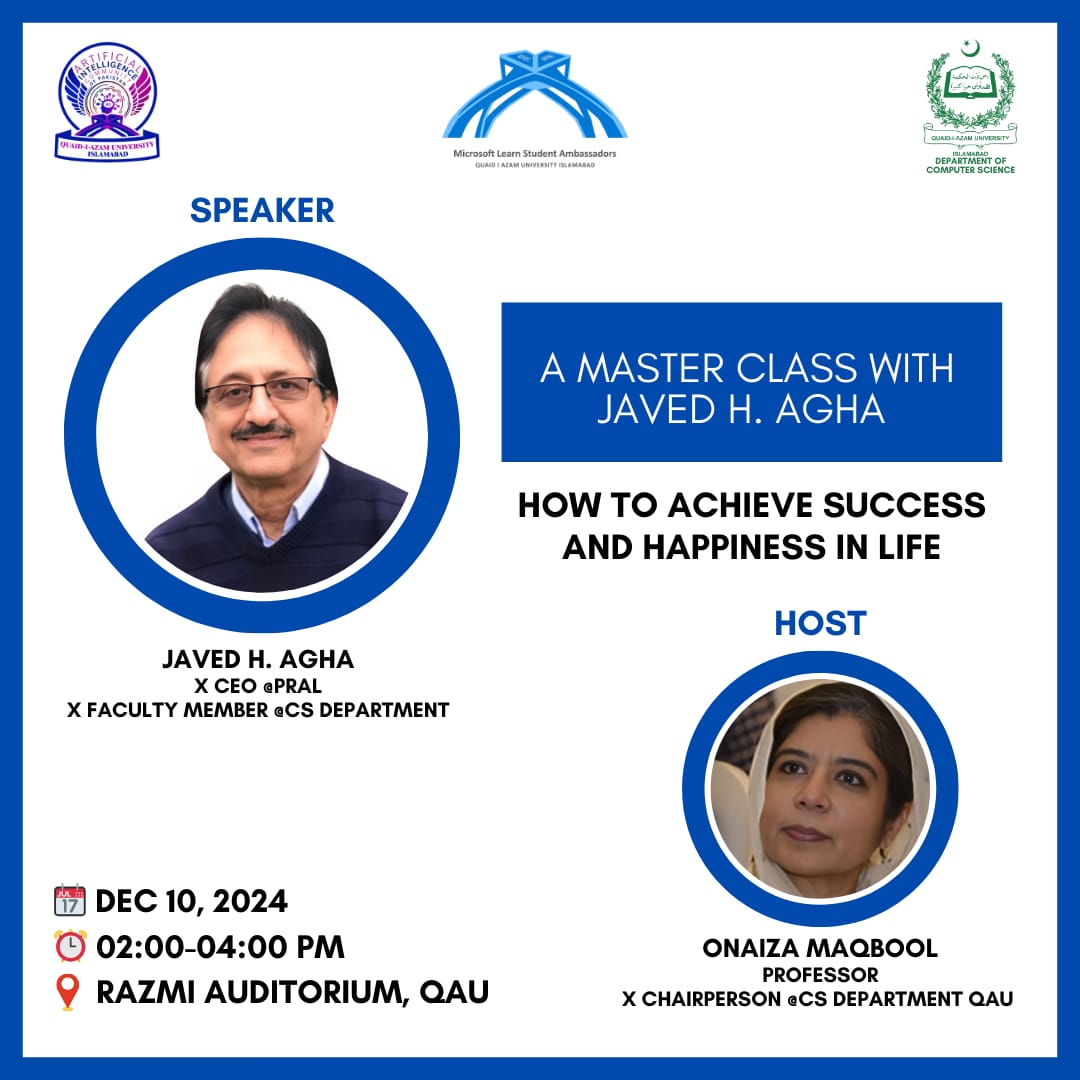 ARTIFICIAL
INTELLIGENCE
COMMUNITY
OF PAKISTAN
QUAID-I-AZAM UNIVERSITY
ISLAMABAD
Microsoft Learn Student Ambassadors
QUAID I AZAM UNIVERSITY ISLAMABAD
QUAID-I-AZAM UNIVERSITY
ISLAMABAD
DEPARTMENT OF
COMPUTER SCIENCE
SPEAKER
A MASTER CLASS WITH
JAVED H. AGHA
HOW TO ACHIEVE SUCCESS
AND HAPPINESS IN LIFE
JAVED H. AGHA
X CEO @PRAL
X FACULTY MEMBER @CS DEPARTMENT
HOST
ONAIZA MAQBOOL
PROFESSOR
X CHAIRPERSON @CS DEPARTMENT QAU
JUL
17
DEC 10, 2024
02:00-04:00 PM
RAZMI AUDITORIUM, QAU